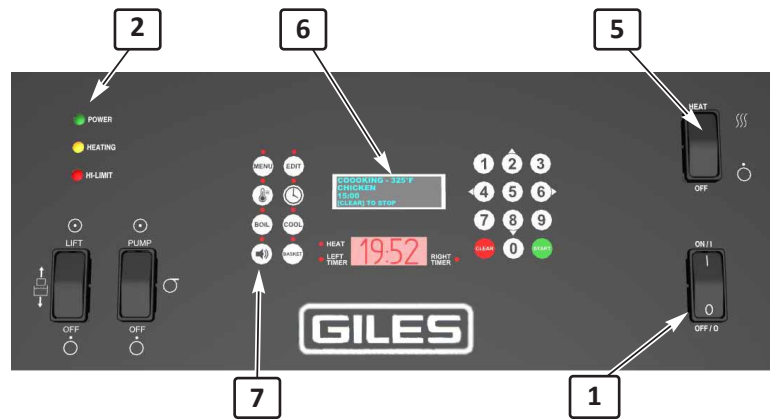 2
6
5
POWER
HEATING
HI-LIMIT
LIFT
OFF
PUMP
OFF
MENU
EDIT
BOIL
COOL
BASKET
COOOKING - 325°F
CHICKEN
15:00
[CLEAR] TO STOP
HEAT
LEFT
TIMER
19:52
RIGHT
TIMER
1 2 3
4 5 6
7 8 9
CLEAR 0 START
HEAT
OFF
ON / I
I
O
OFF / O
GILES
7
1